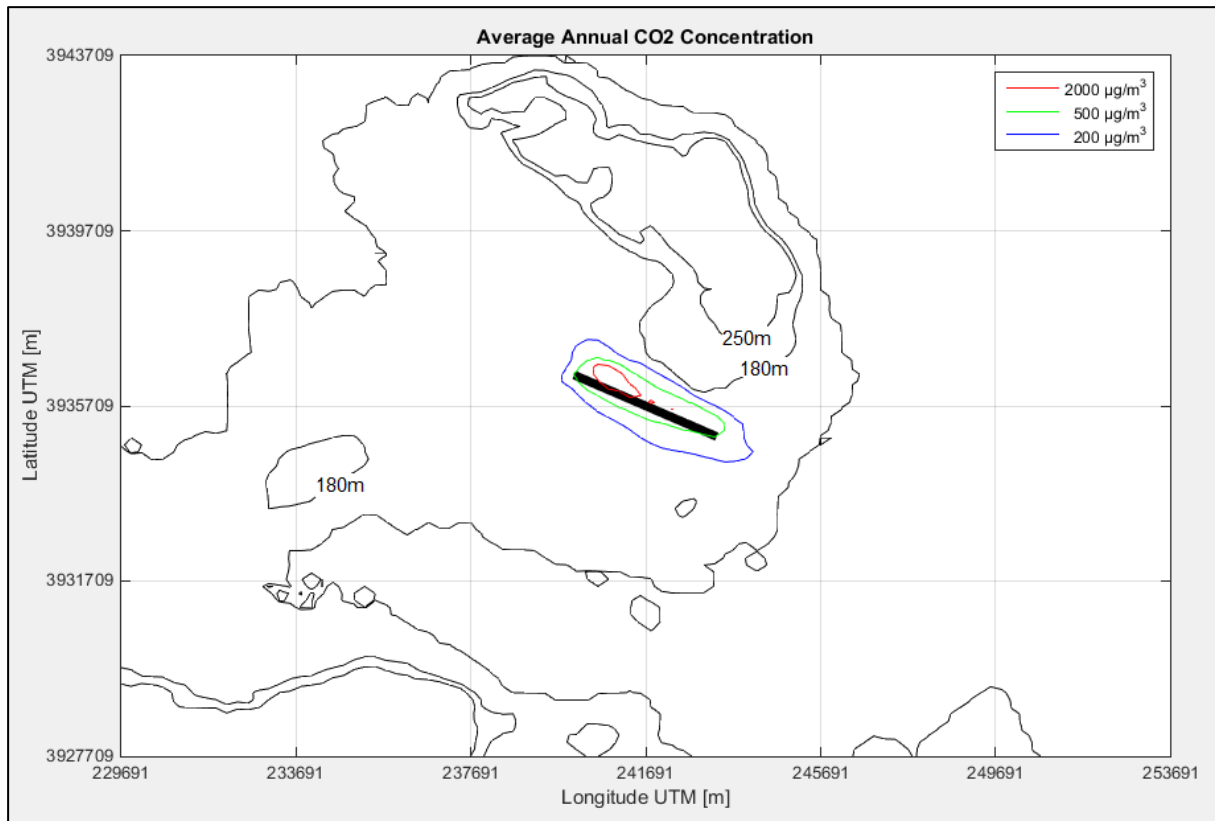 Average Annual CO2 Concentration
2000 µg/m³
500 µg/m³
200 µg/m³
Latitude UTM [m]
3943709
3939709
3935709
3931709
3927709
250m
180m
180m
229691
233691
237691
241691
245691
249691
253691
Longitude UTM [m]